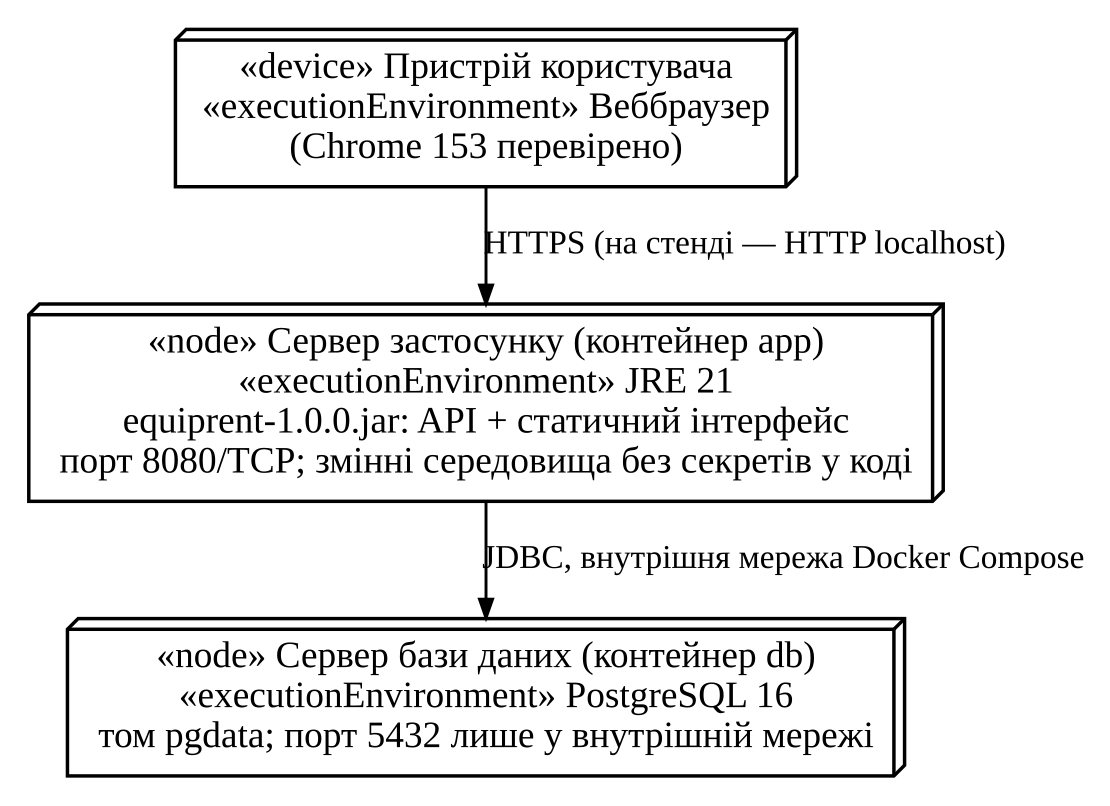 «device» Пристрій користувача
«executionEnvironment» Веббраузер
(Chrome 153 перевірено)
HTTPS (на стенді — HTTP localhost)
«node» Сервер застосунку (контейнер app)
«executionEnvironment» JRE 21
equiprent-1.0.0.jar: API + статичний інтерфейс
порт 8080/TCP; змінні середовища без секретів у коді
JDBC, внутрішня мережа Docker Compose
«node» Сервер бази даних (контейнер db)
«executionEnvironment» PostgreSQL 16
том pgdata; порт 5432 лише у внутрішній мережі